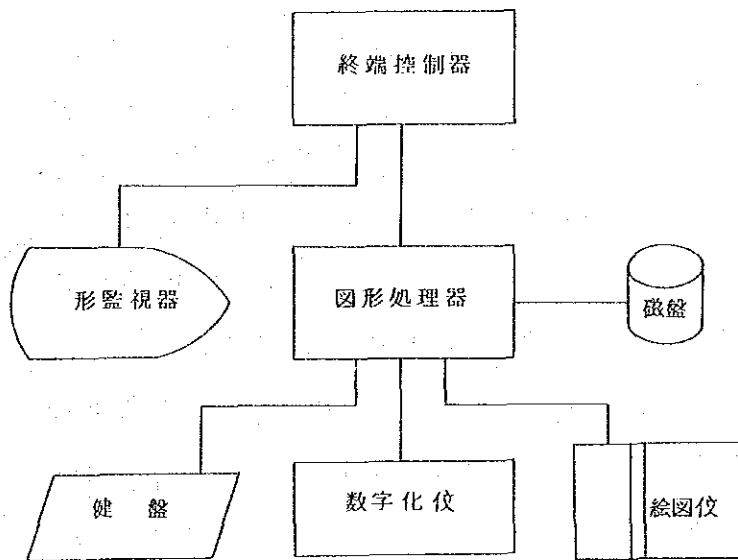 終端控制器
形監視器
図形処理器
磁盤
健 盤
数字化仪
絵図仪